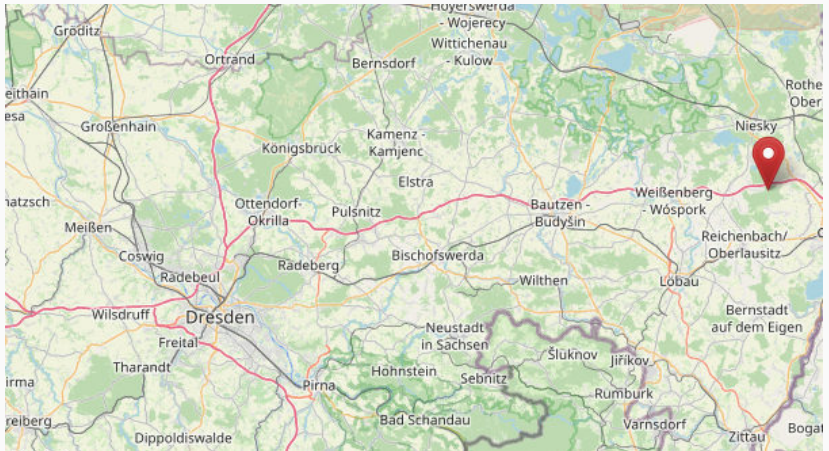 Gröditz
Hoyerswerda
- Wojerecy
Wittichenau
- Kulow
Ortrand
Bernsdorf
eithain
esa
Rothe
Ober
Großenhain
Niesky
Kamenz -
Kamjenc
Königsbrück
Elstra
natzsch
Ottendorf-
Okrilla
Pulsnitz
Bautzen -
Budyšin
Weißenberg
- Wóspork
Meißen
Coswig
Radebeul
Radeberg
Bischofswerda
Reichenbach/
Oberlausitz
Wilthen
Löbau
Wilsdruff
Dresden
Freital
Neustadt
in Sachsen
Bernstadt
auf dem Eigen
Tharandt
Šluknov
Jiříkov
irma
Pirna
Hohnstein
Sebnitz
Rumburk
reiberg
Bad Schandau
Varnsdorf
Dippoldiswalde
Zittau
Bogat